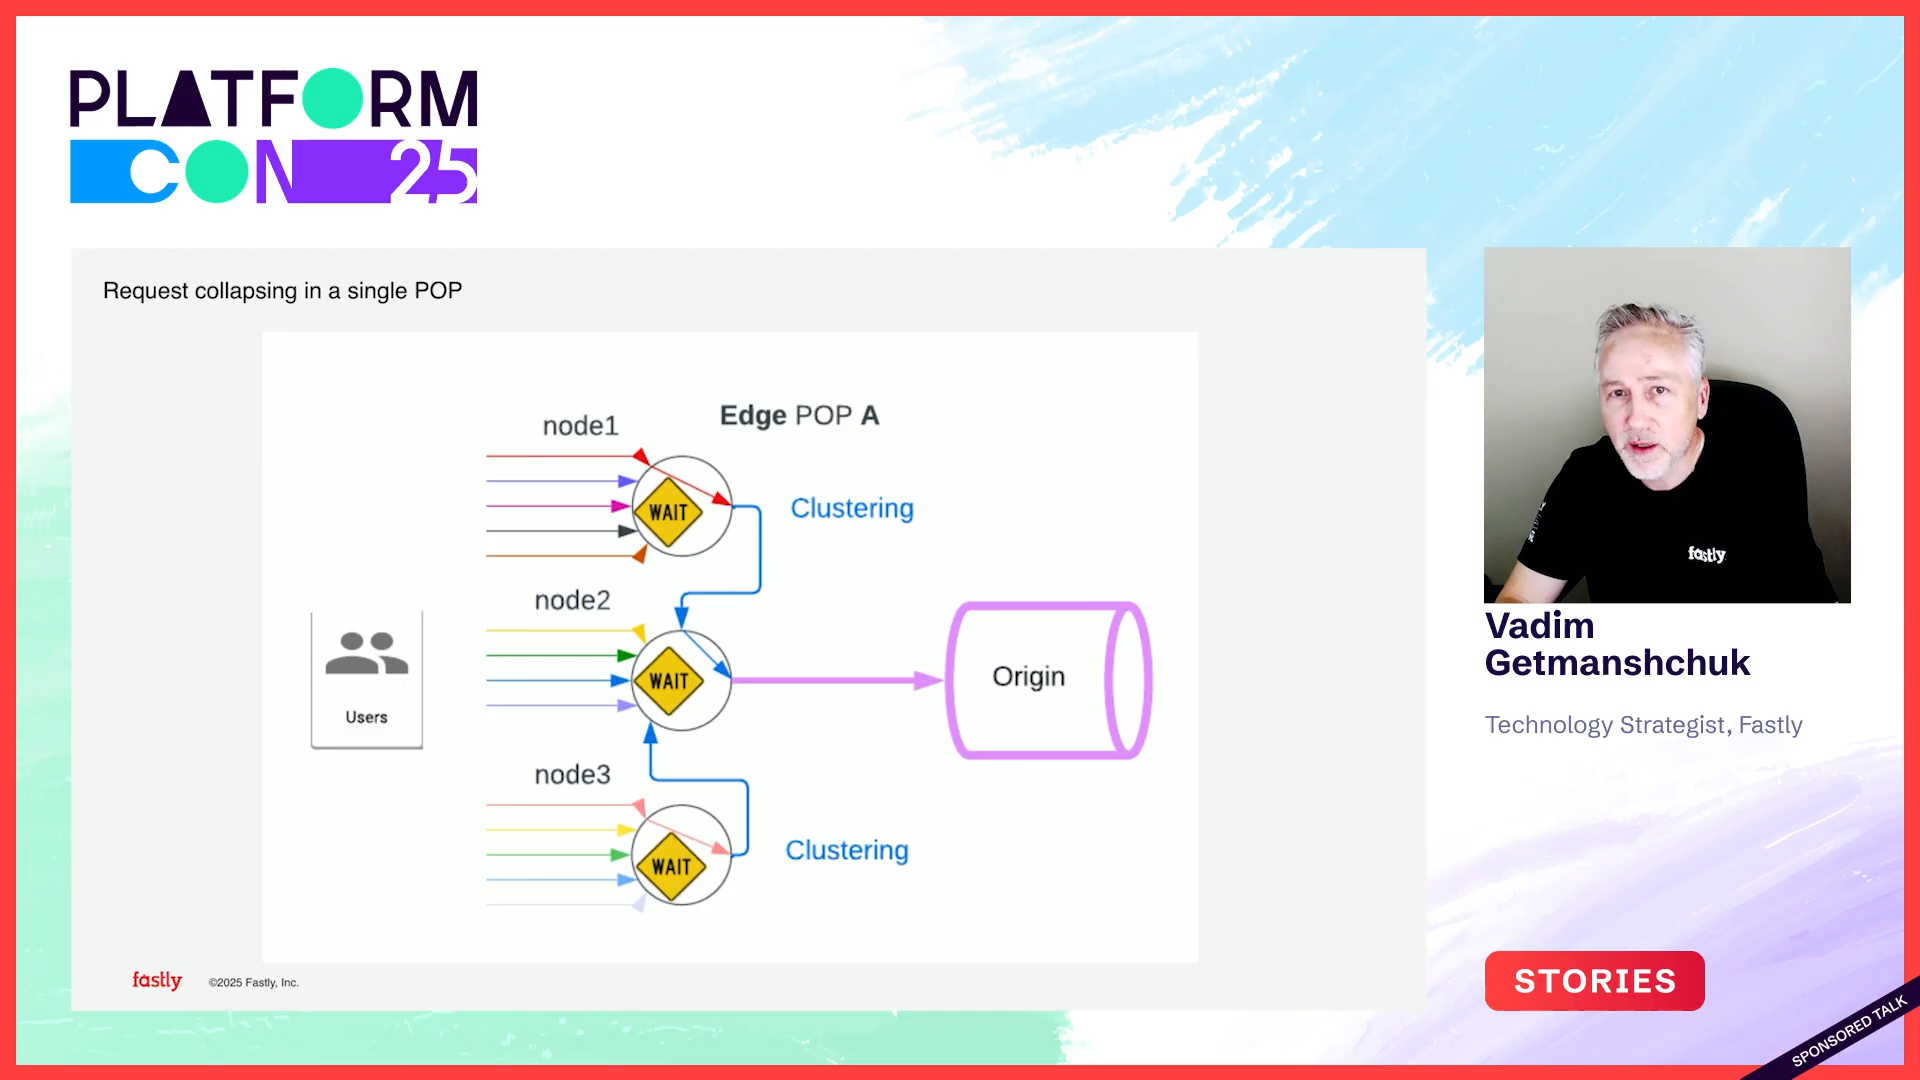 PLATFORM
CON 25
Request collapsing in a single POP
Edge POP A
node1
WAIT
Clustering
node2
WAIT
Origin
Users
node3
WAIT
Clustering
fastly
©2025 Fastly, Inc.
fastly
Vadim
Getmanshchuk
Technology Strategist, Fastly
STORIES
SPONSORED TALK